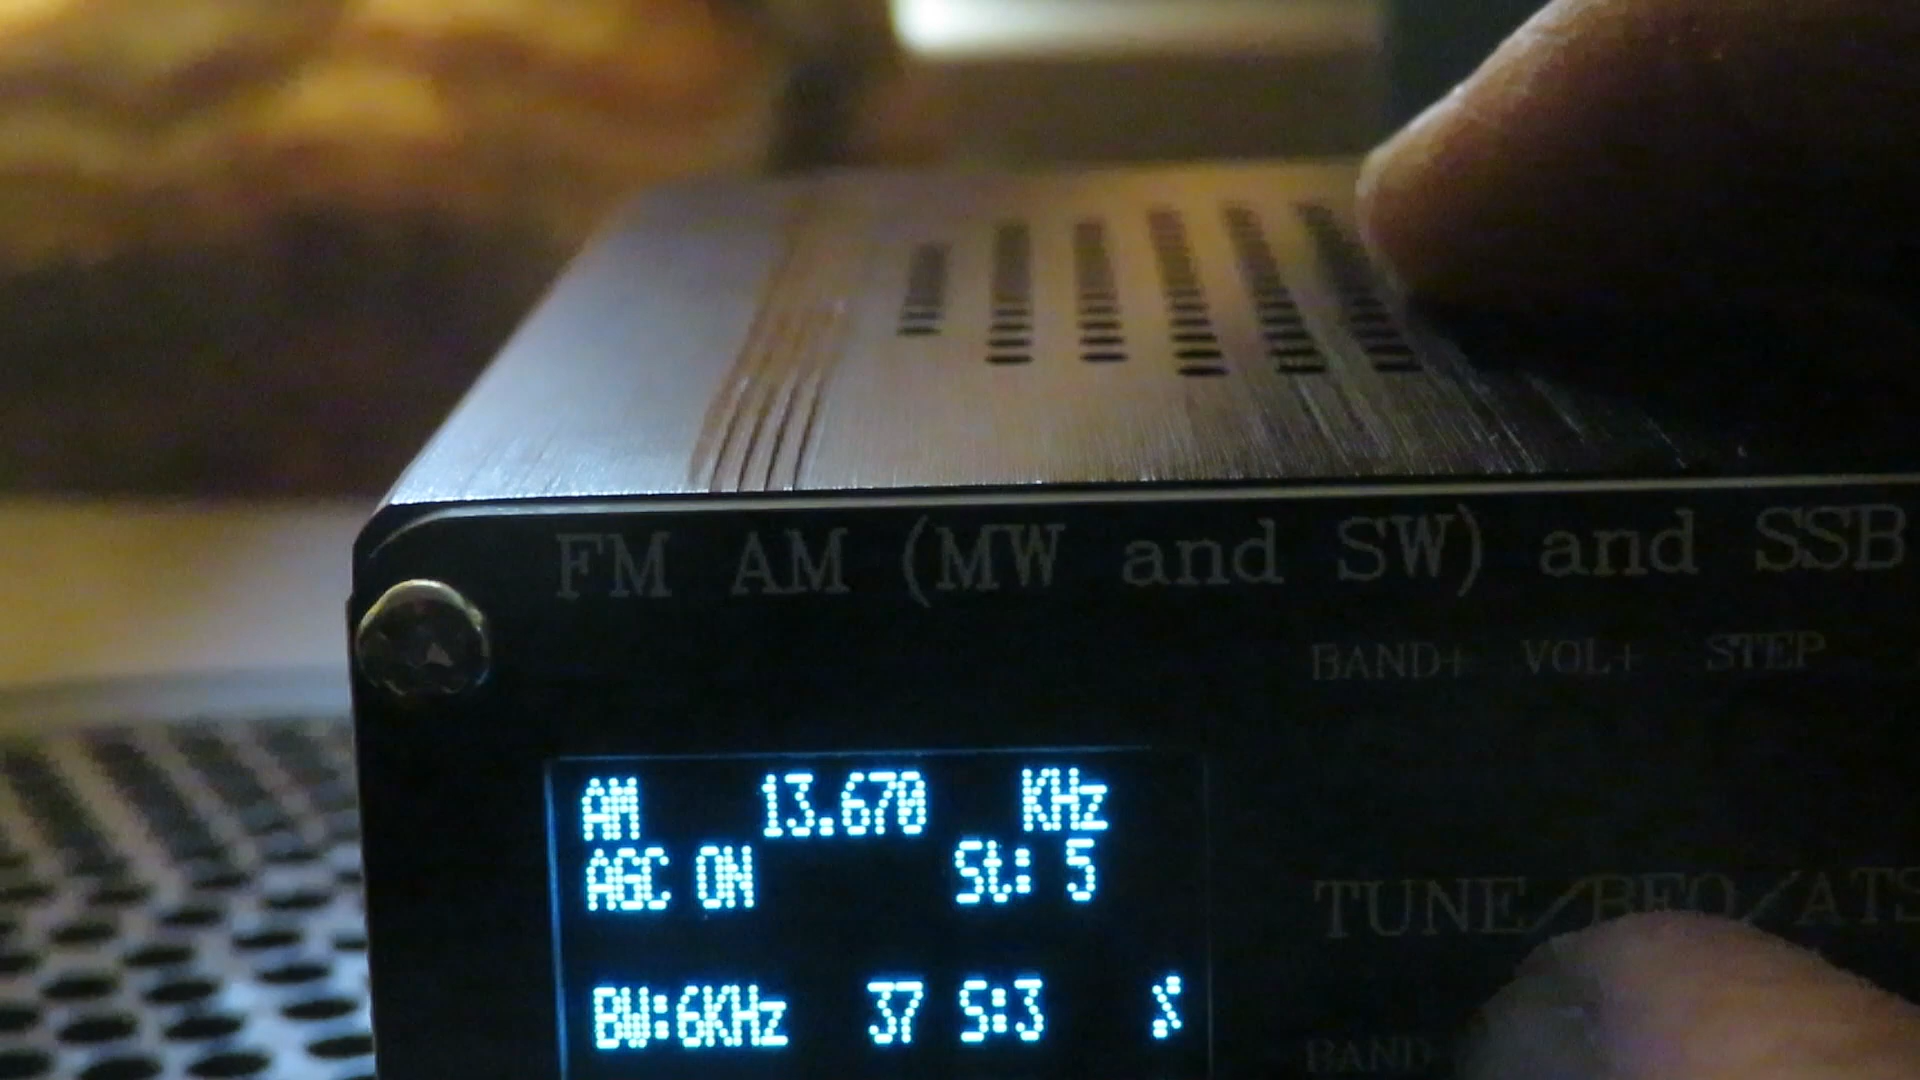 FM AM (MW and SW) and SSB
BAND+ VOL+ STEP
AM 13.670 KHz
AGC ON St: 5
TUNE/BFO/ATS
BW:6KHz 37 S:3
BAND-